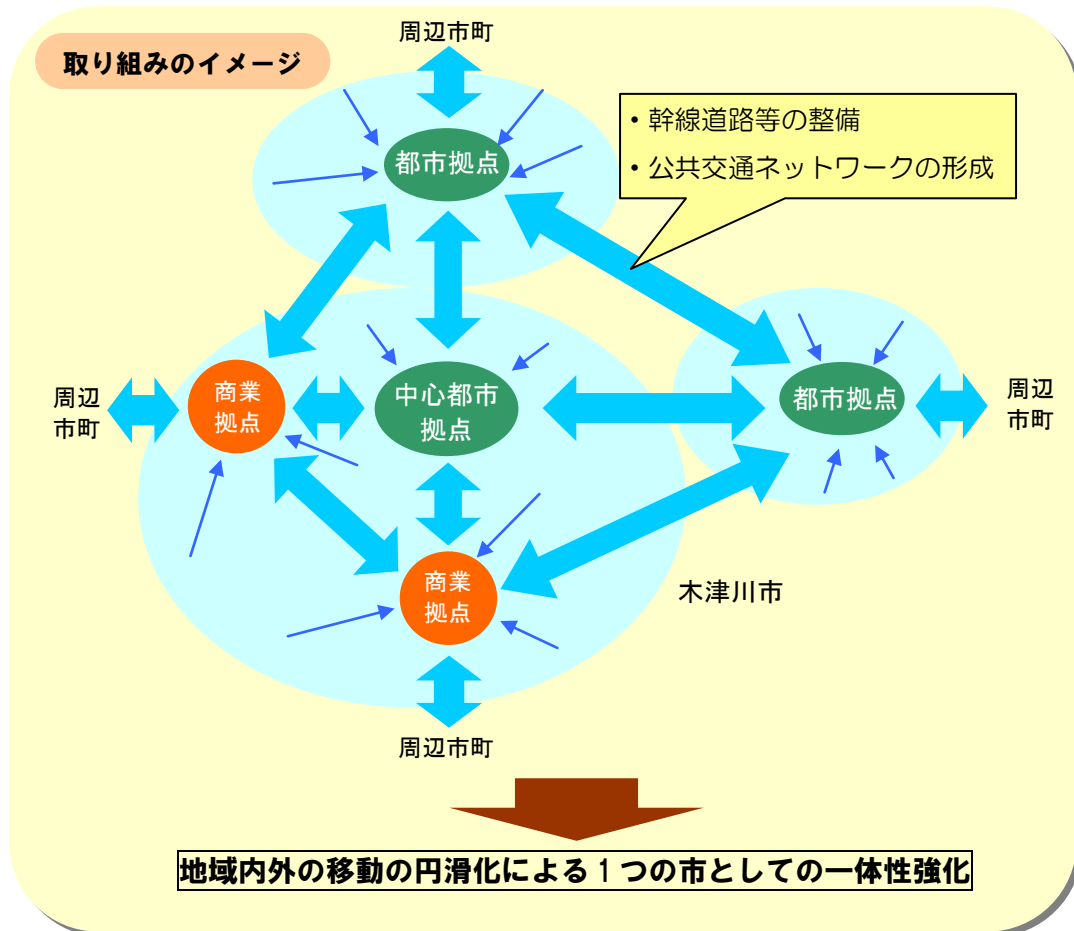 周辺市町
取り組みのイメージ
・幹線道路等の整備
・公共交通ネットワークの形成
都市拠点
周辺
市町
商業
拠点
中心都市
拠点
都市拠点
周辺
市町
商業
拠点
木津川市
周辺市町
地域内外の移動の円滑化による１つの市としての一体性強化